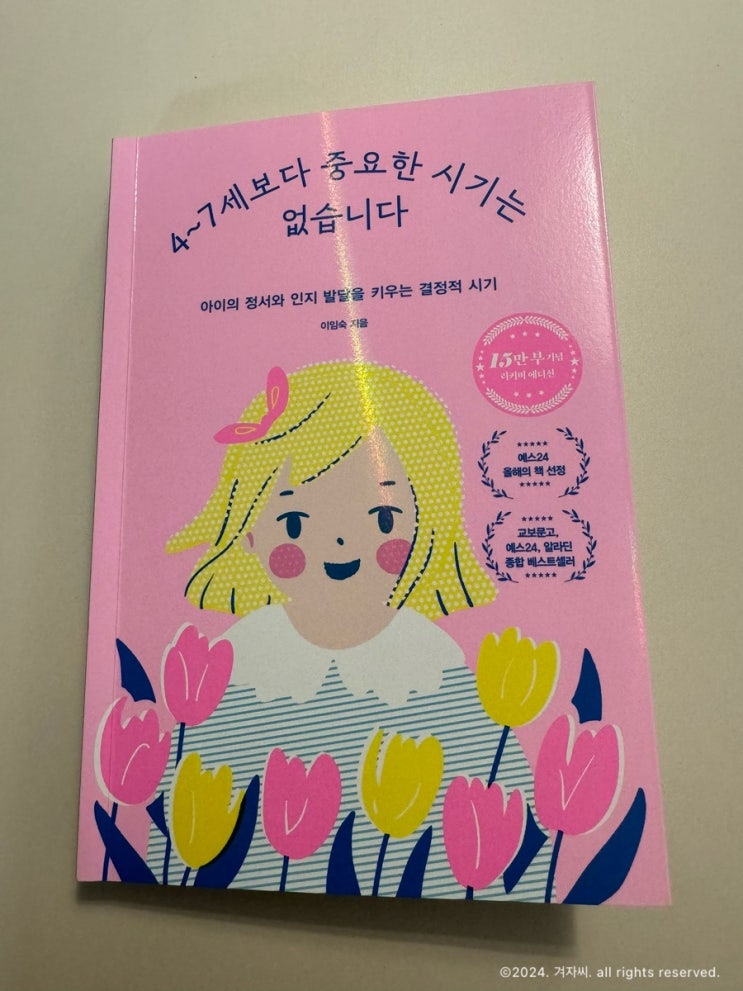 4~7세보다 중요한 시기는
없습니다
아이의 정서와 인지 발달을 키우는 결정적 시기
이임숙 지음
15만 부 기념
리커버 에디션
예스24
올해의 책 선정
교보문고,
예스24, 알라딘
종합 베스트셀러
©2024. 겨자씨. all rights reserved.